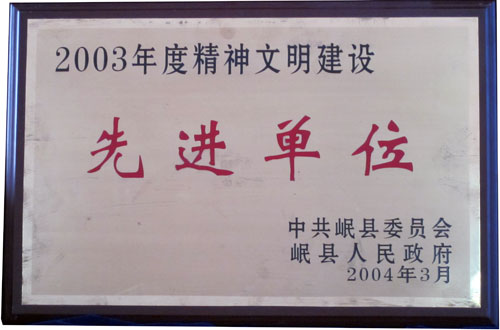 2003年度精神文明建设
先进单位
中共岷县委员会
岷县人民政府
2004年3月